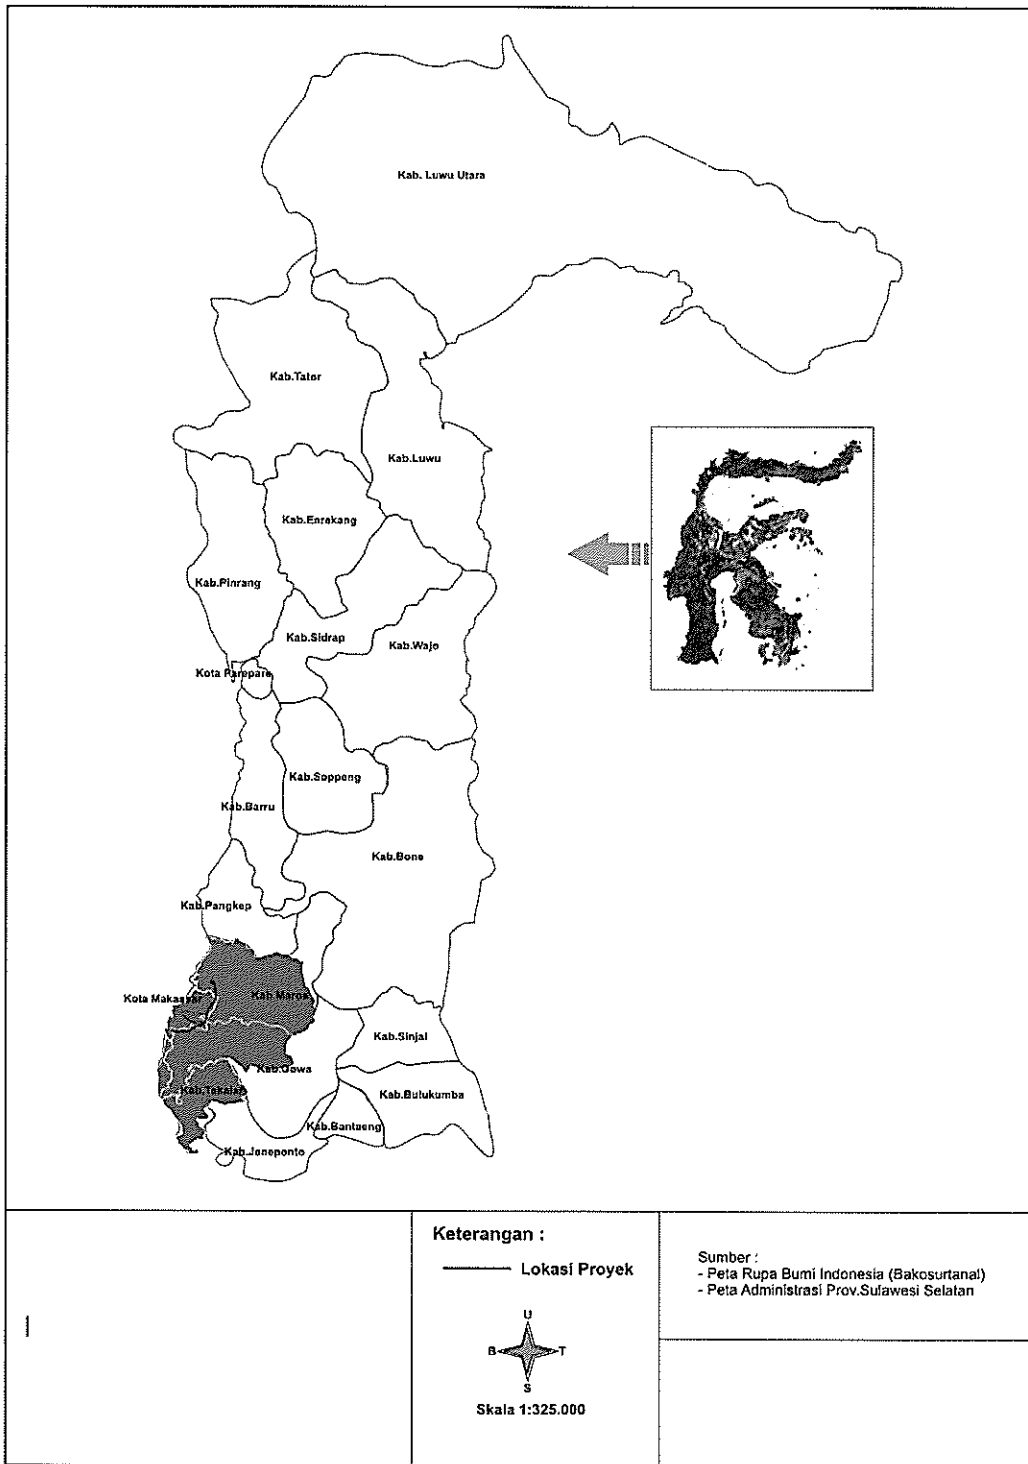 Kab. Luwu Utara
Kab.Tator
Kab.Luwu
Kab.Enrekang
Kab.Pinrang
Kab.Sidrap
Kab.Wajo
Kota Parepare
Kab.Soppeng
Kab.Barru
Kab.Bone
Kab.Pangkep
Kota Makassar
Kab.Maros
Kab.Sinjai
Kab.Gowa
Kab.Takalar
Kab.Bulukumba
Kab.Bantaeng
Kab.Jeneponto
Keterangan :
Lokasi Proyek
U
B T
S
Skala 1:325.000
Sumber :
- Peta Rupa Bumi Indonesia (Bakosurtanal)
- Peta Administrasi Prov.Sulawesi Selatan